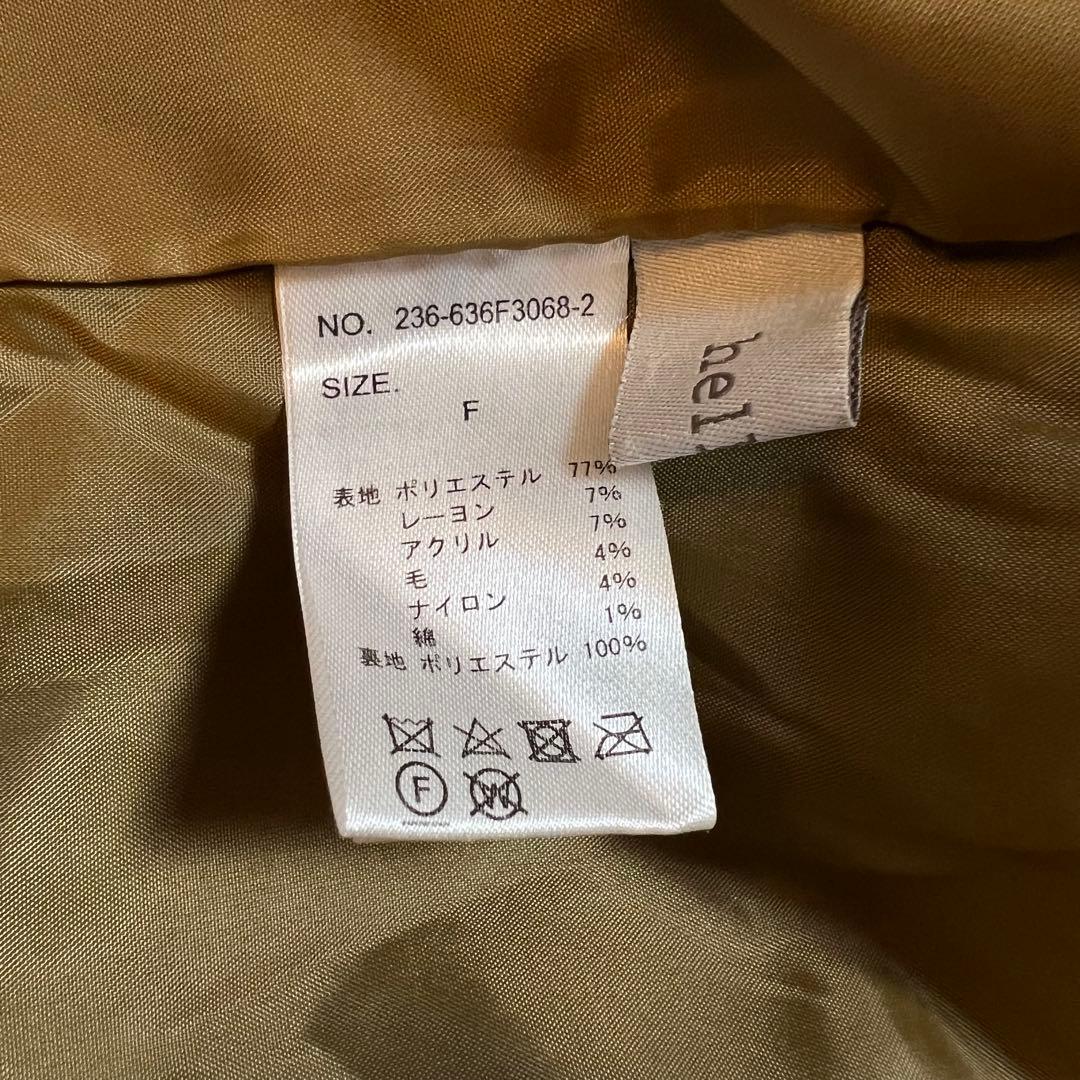 NO. 236-636F3068-2
SIZE.
F
表地 ポリエステル 77%
レーヨン 7%
アクリル 7%
毛 4%
ナイロン 4%
綿 1%
裏地 ポリエステル 100%
F
W